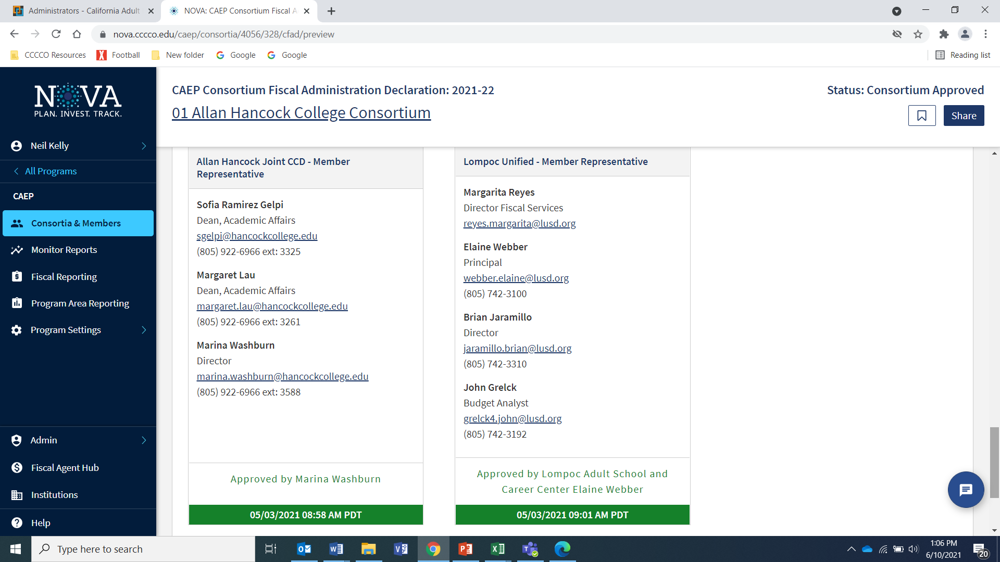 Administrators - California Adult
NOVA: CAEP Consortium Fiscal A
nova.cccco.edu/caep/consortia/4056/328/cfad/preview
CCCCO Resources
Football
New folder
Google
Google
Reading list
NOVA
PLAN. INVEST. TRACK.
Neil Kelly
All Programs
CAEP
Consortia & Members
Monitor Reports
Fiscal Reporting
Program Area Reporting
Program Settings
Admin
Fiscal Agent Hub
Institutions
Help
CAEP Consortium Fiscal Administration Declaration: 2021-22
Status: Consortium Approved
01 Allan Hancock College Consortium
Share
Allan Hancock Joint CCD - Member
Representative
Sofia Ramirez Gelpi
Dean, Academic Affairs
sgelpi@hancockcollege.edu
(805) 922-6966 ext: 3325
Margaret Lau
Dean, Academic Affairs
margaret.lau@hancockcollege.edu
(805) 922-6966 ext: 3261
Marina Washburn
Director
marina.washburn@hancockcollege.edu
(805) 922-6966 ext: 3588
Approved by Marina Washburn
05/03/2021 08:58 AM PDT
Lompoc Unified - Member Representative
Margarita Reyes
Director Fiscal Services
reyes.margarita@lusd.org
Elaine Webber
Principal
webber.elaine@lusd.org
(805) 742-3100
Brian Jaramillo
Director
jaramillo.brian@lusd.org
(805) 742-3310
John Grelck
Budget Analyst
grelck4.john@lusd.org
(805) 742-3192
Approved by Lompoc Adult School and
Career Center Elaine Webber
05/03/2021 09:01 AM PDT
Type here to search
1:06 PM
6/10/2021
20